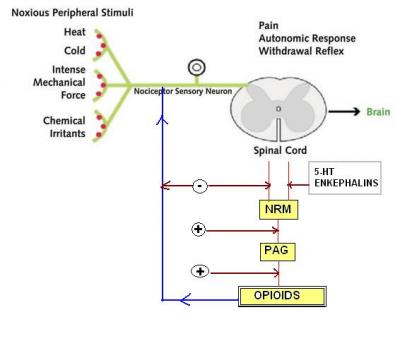 Noxious Peripheral Stimuli
Heat
Cold
Intense
Mechanical
Force
Chemical
Irritants
Nociceptor Sensory Neuron
Pain
Autonomic Response
Withdrawal Reflex
Brain
Spinal Cord
5-HT
ENKEPHALINS
-
NRM
+
PAG
+
OPIOIDS